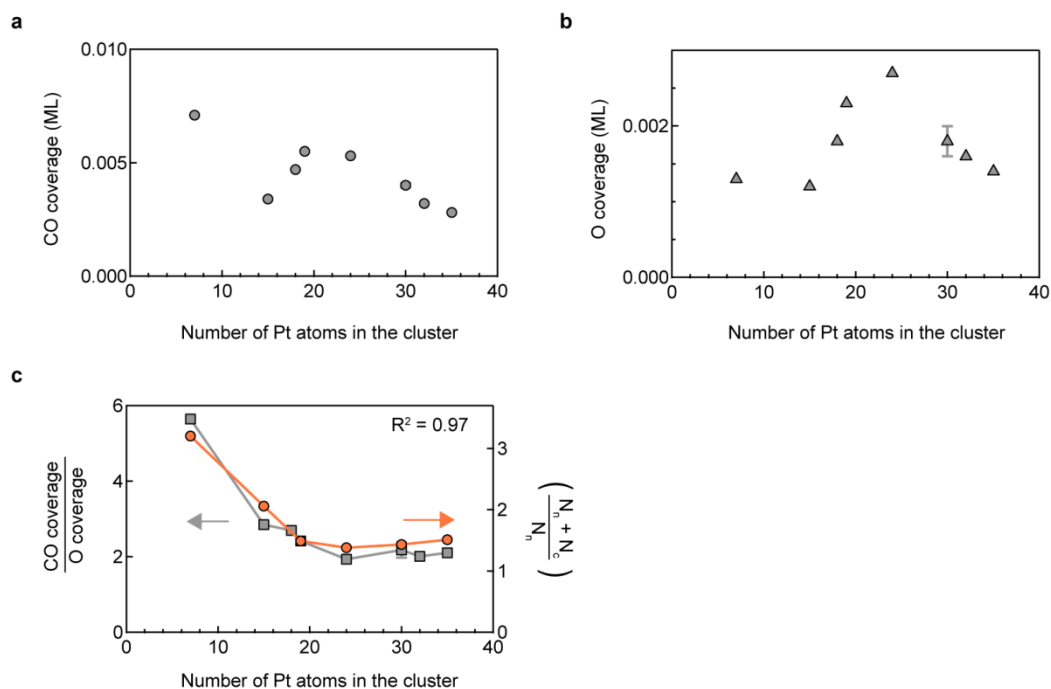 a
CO coverage (ML)
0.010
0.005
0.000
0 10 20 30 40
Number of Pt atoms in the cluster
b
O coverage (ML)
0.002
0.000
0 10 20 30 40
Number of Pt atoms in the cluster
c
CO coverage
O coverage
6
4
2
0
R² = 0.97
3
2
1
0
( Nn + Nc
Nn )
0 10 20 30 40
Number of Pt atoms in the cluster